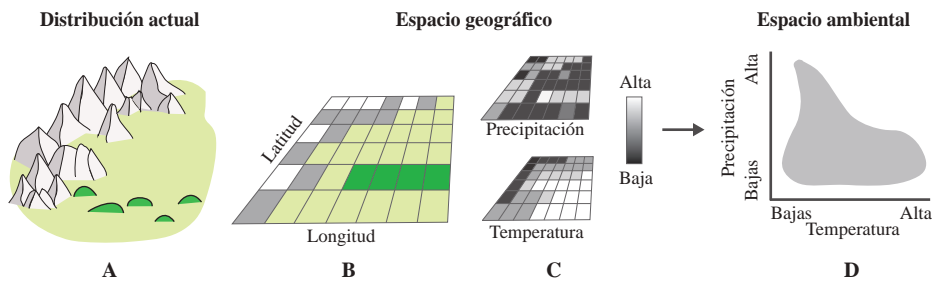 Distribución actual
Espacio geográfico
Espacio ambiental
Latitud
Longitud
Precipitación
Temperatura
Alta
Baja
Precipitación
Alta
Bajas
Bajas
Alta
Temperatura
A
B
C
D